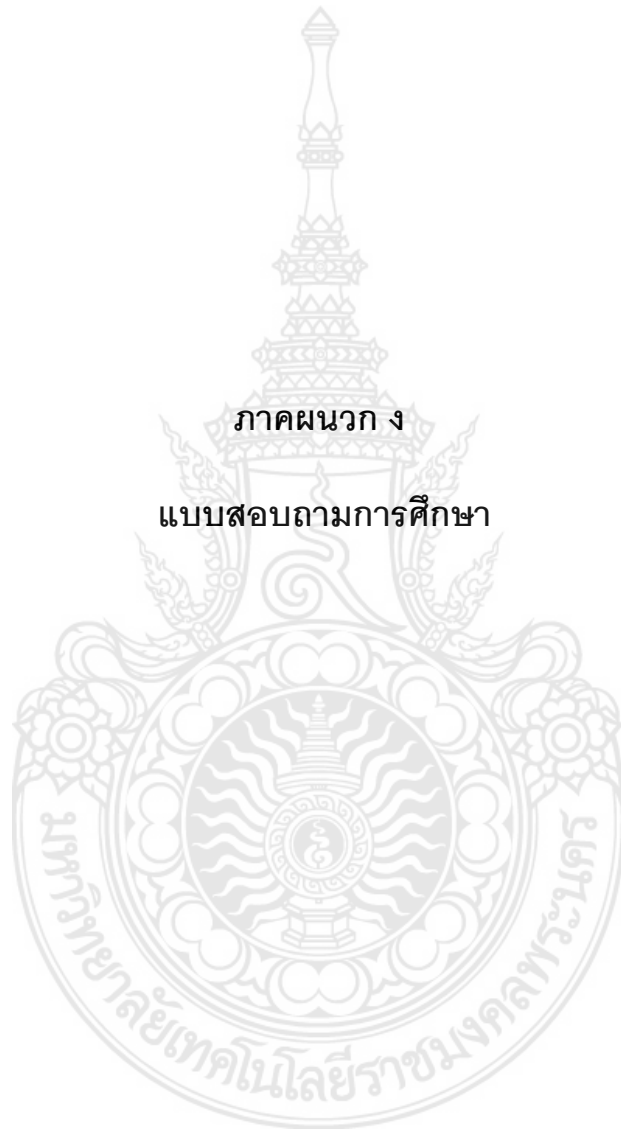 ภาคผนวก ง
แบบสอบถามการศึกษา
มหาวิทยาลัยเทคโนโลยีราชมงคลพระนคร